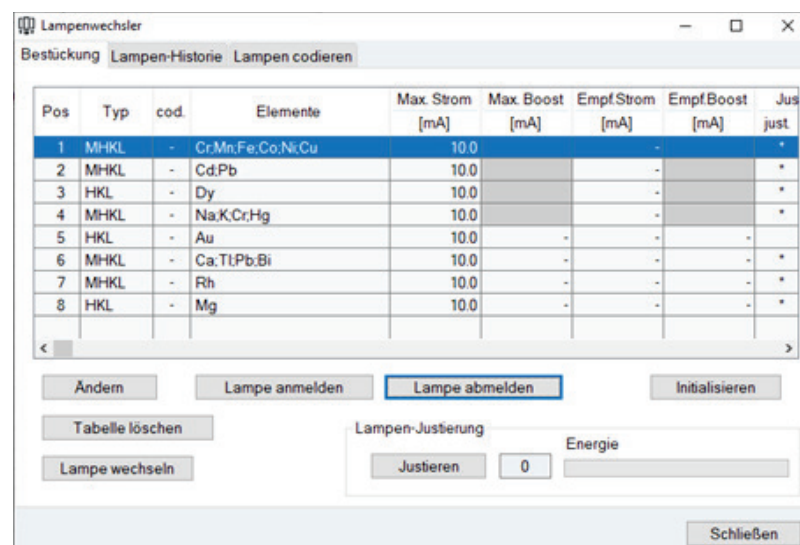 Lampenwechsler
Bestückung Lampen-Historie Lampen codieren
Pos Typ cod. Elemente Max. Strom [mA] Max. Boost [mA] Empf.Strom [mA] Empf.Boost [mA] Jus just.
1 MHKL - Cr;Mn;Fe;Co;Ni;Cu 10.0 - *
2 MHKL - Cd;Pb 10.0 - *
3 HKL - Dy 10.0 - *
4 MHKL - Na;K;Cr;Hg 10.0 - *
5 HKL - Au 10.0 - - -
6 MHKL - Ca;Tl;Pb;Bi 10.0 - - - *
7 MHKL - Rh 10.0 - - - *
8 HKL - Mg 10.0 - - - *
Ändern Lampe anmelden Lampe abmelden Initialisieren
Tabelle löschen
Lampe wechseln
Lampen-Justierung
Energie
Justieren 0
Schließen